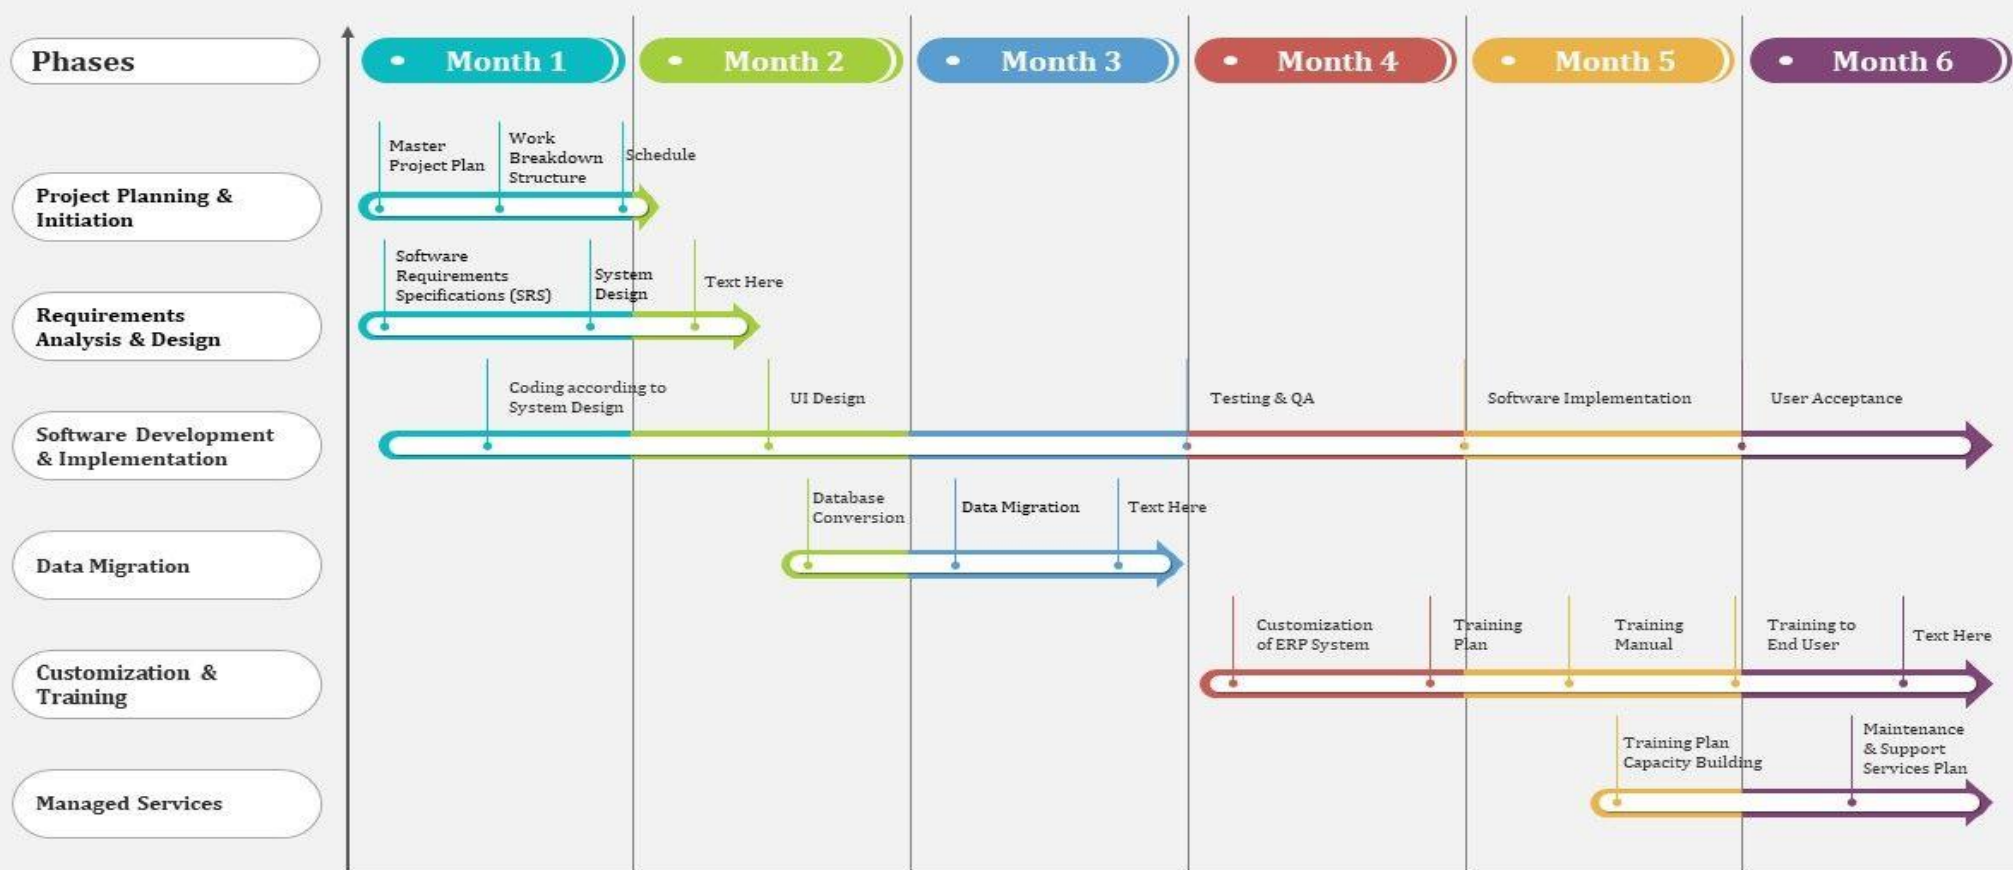 Phases
Month 1
Month 2
Month 3
Month 4
Month 5
Month 6
Project Planning &
Initiation
Master
Project Plan
Work
Breakdown
Structure
Schedule
Requirements
Analysis & Design
Software
Requirements
Specifications (SRS)
System
Design
Text Here
Software Development
& Implementation
Coding according to
System Design
UI Design
Testing & QA
Software Implementation
User Acceptance
Data Migration
Database
Conversion
Data Migration
Text Here
Customization &
Training
Customization
of ERP System
Training
Plan
Training
Manual
Training to
End User
Text Here
Managed Services
Training Plan
Capacity Building
Maintenance
& Support
Services Plan